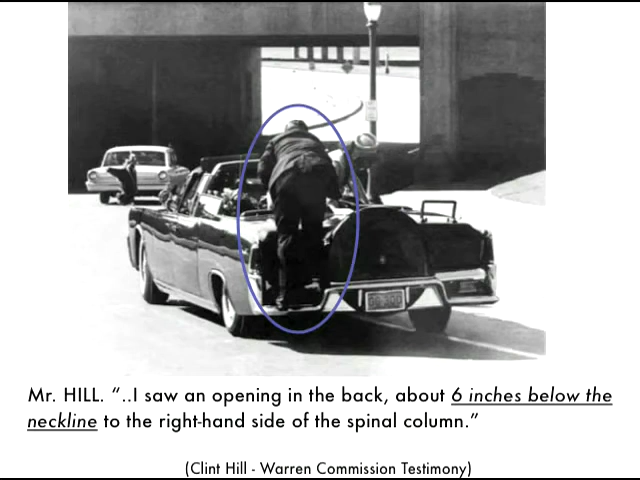 Mr. HILL. “..I saw an opening in the back, about 6 inches below the
neckline to the right-hand side of the spinal column.”
(Clint Hill - Warren Commission Testimony)